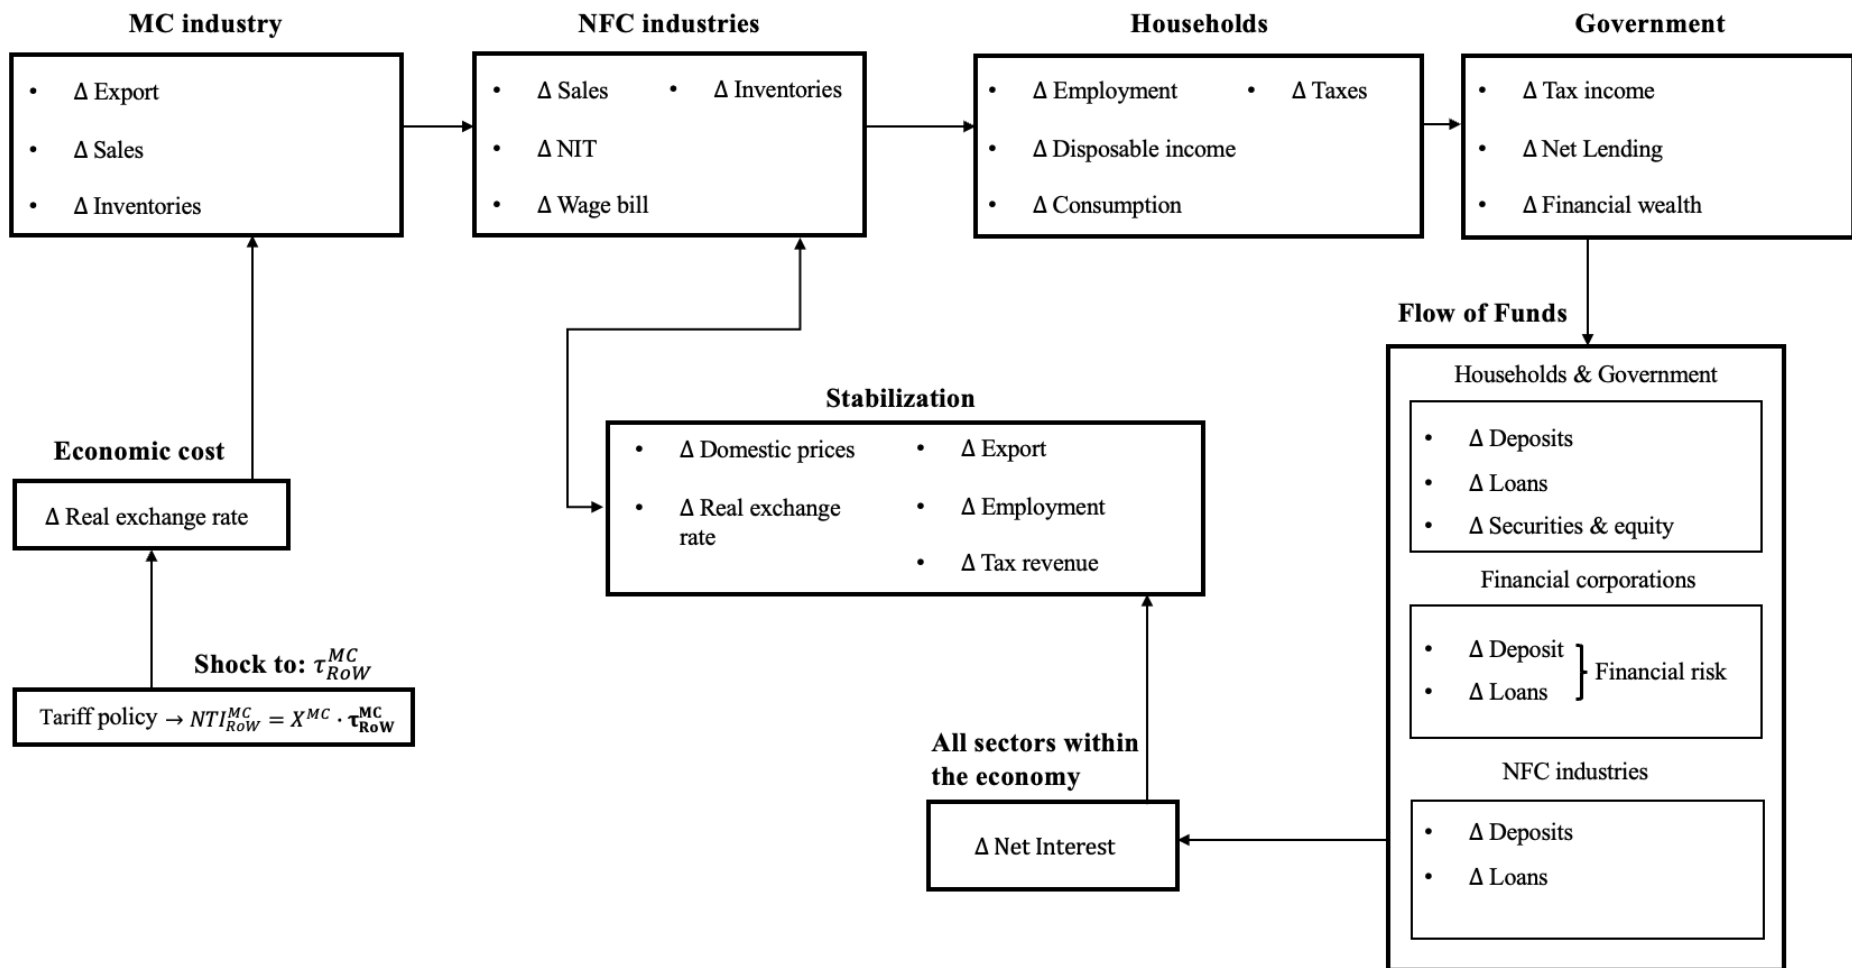 MC industry
• Δ Export
• Δ Sales
• Δ Inventories
NFC industries
• Δ Sales • Δ Inventories
• Δ NIT
• Δ Wage bill
Households
• Δ Employment • Δ Taxes
• Δ Disposable income
• Δ Consumption
Government
• Δ Tax income
• Δ Net Lending
• Δ Financial wealth
Flow of Funds
Households & Government
• Δ Deposits
• Δ Loans
• Δ Securities & equity
Financial corporations
• Δ Deposit
• Δ Loans
} Financial risk
NFC industries
• Δ Deposits
• Δ Loans
Stabilization
• Δ Domestic prices
• Δ Real exchange
rate
• Δ Export
• Δ Employment
• Δ Tax revenue
Economic cost
Δ Real exchange rate
Shock to: τ_{RoW}^{MC}
Tariff policy → NTI_{RoW}^{MC} = X^{MC} · τ_{RoW}^{MC}
All sectors within
the economy
Δ Net Interest